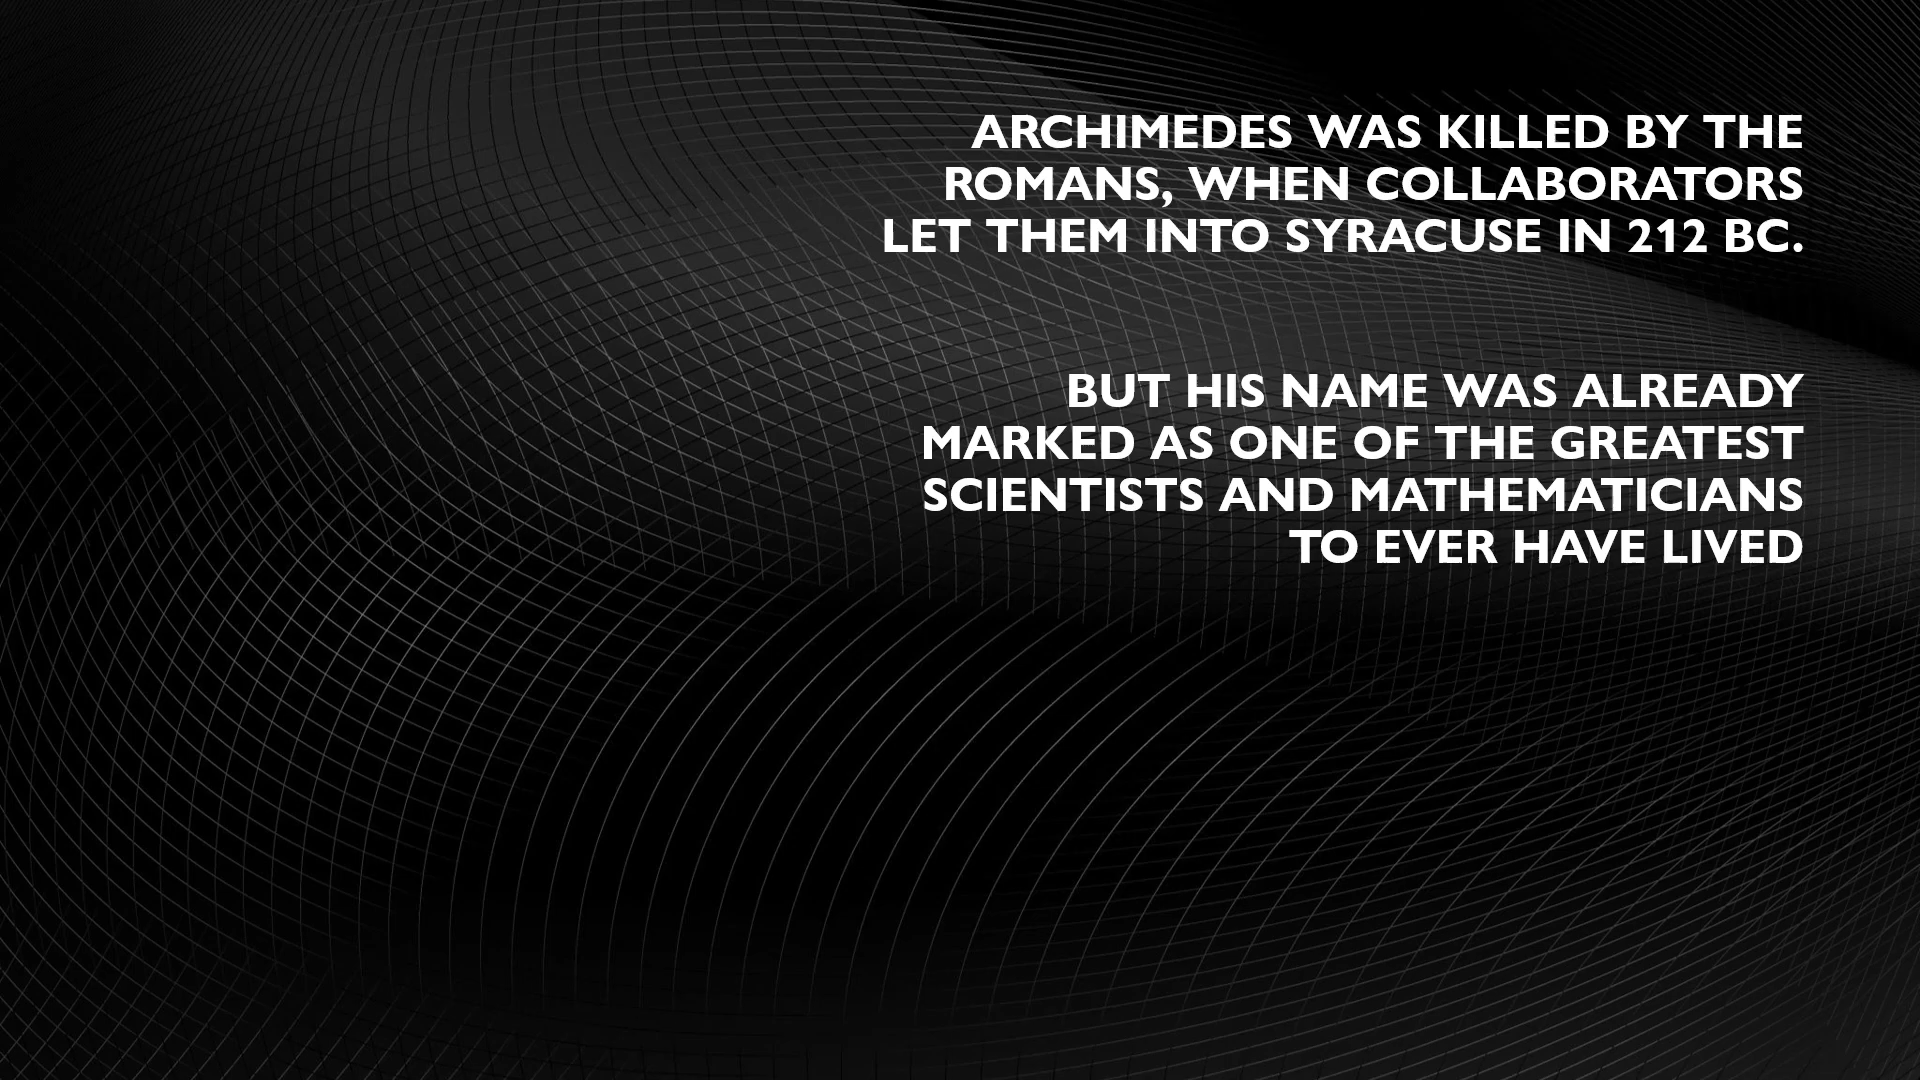 ARCHIMEDES WAS KILLED BY THE
ROMANS, WHEN COLLABORATORS
LET THEM INTO SYRACUSE IN 212 BC.
BUT HIS NAME WAS ALREADY
MARKED AS ONE OF THE GREATEST
SCIENTISTS AND MATHEMATICIANS
TO EVER HAVE LIVED